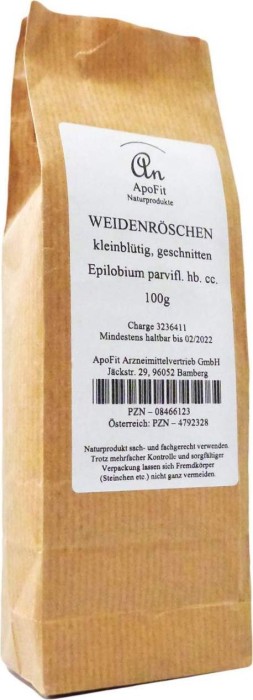 An
ApoFit
Naturprodukte
WEIDENRÖSCHEN
kleinblütig, geschnitten
Epilobium parvifl. hb. cc.
100g
Charge 3236411
Mindestens haltbar bis 02/2022
ApoFit Arzneimittelvertrieb GmbH
Jäckstr. 29, 96052 Bamberg
PZN – 08466123
Österreich: PZN – 4792328
Naturprodukt sach- und fachgerecht verwenden.
Trotz mehrfacher Kontrolle und sorgfältiger
Verpackung lassen sich Fremdkörper
(Steinchen etc.) nicht ganz vermeiden.